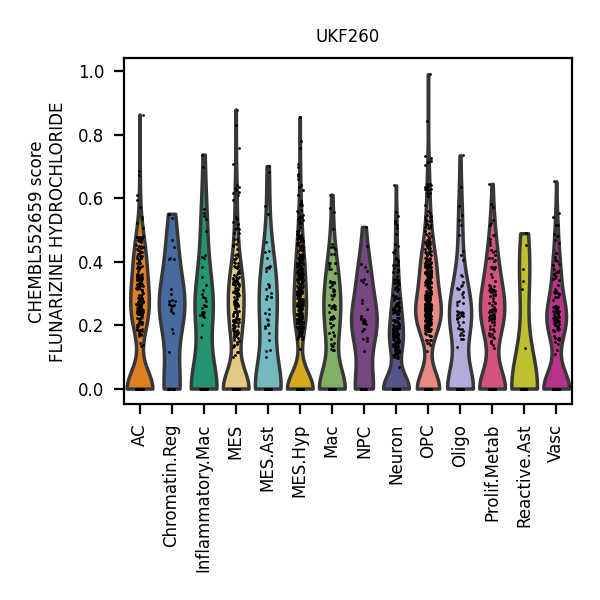 UKF260
CHEMBL552659 score
FLUNARIZINE HYDROCHLORIDE
1.0
0.8
0.6
0.4
0.2
0.0
AC
Chromatin.Reg
Inflammatory.Mac
MES
MES.Ast
MES.Hyp
Mac
NPC
Neuron
OPC
Oligo
Prolif.Metab
Reactive.Ast
Vasc